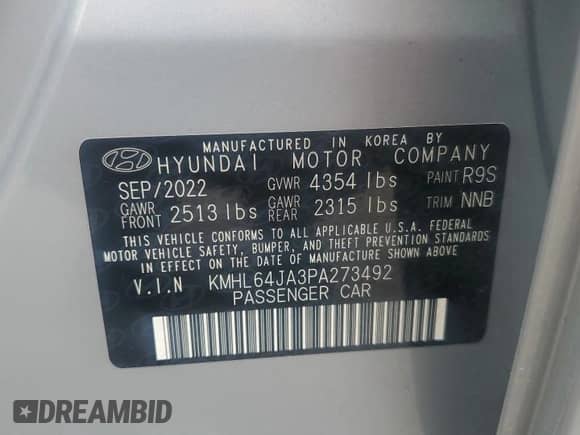 MANUFACTURED IN KOREA BY
HYUNDAI MOTOR COMPANY
SEP/2022 GVWR 4354 lbs PAINT R9S
GAWR FRONT 2513 lbs GAWR REAR 2315 lbs TRIM NNB
THIS VEHICLE CONFORMS TO ALL APPLICABLE U.S.A. FEDERAL
MOTOR VEHICLE SAFETY, BUMPER, AND THEFT PREVENTION
STANDARDS IN EFFECT ON THE DATE OF MANUFACTURE SHOWN ABOVE.
V.I.N KMHL64JA3PA273492
PASSENGER CAR
DREAMBID